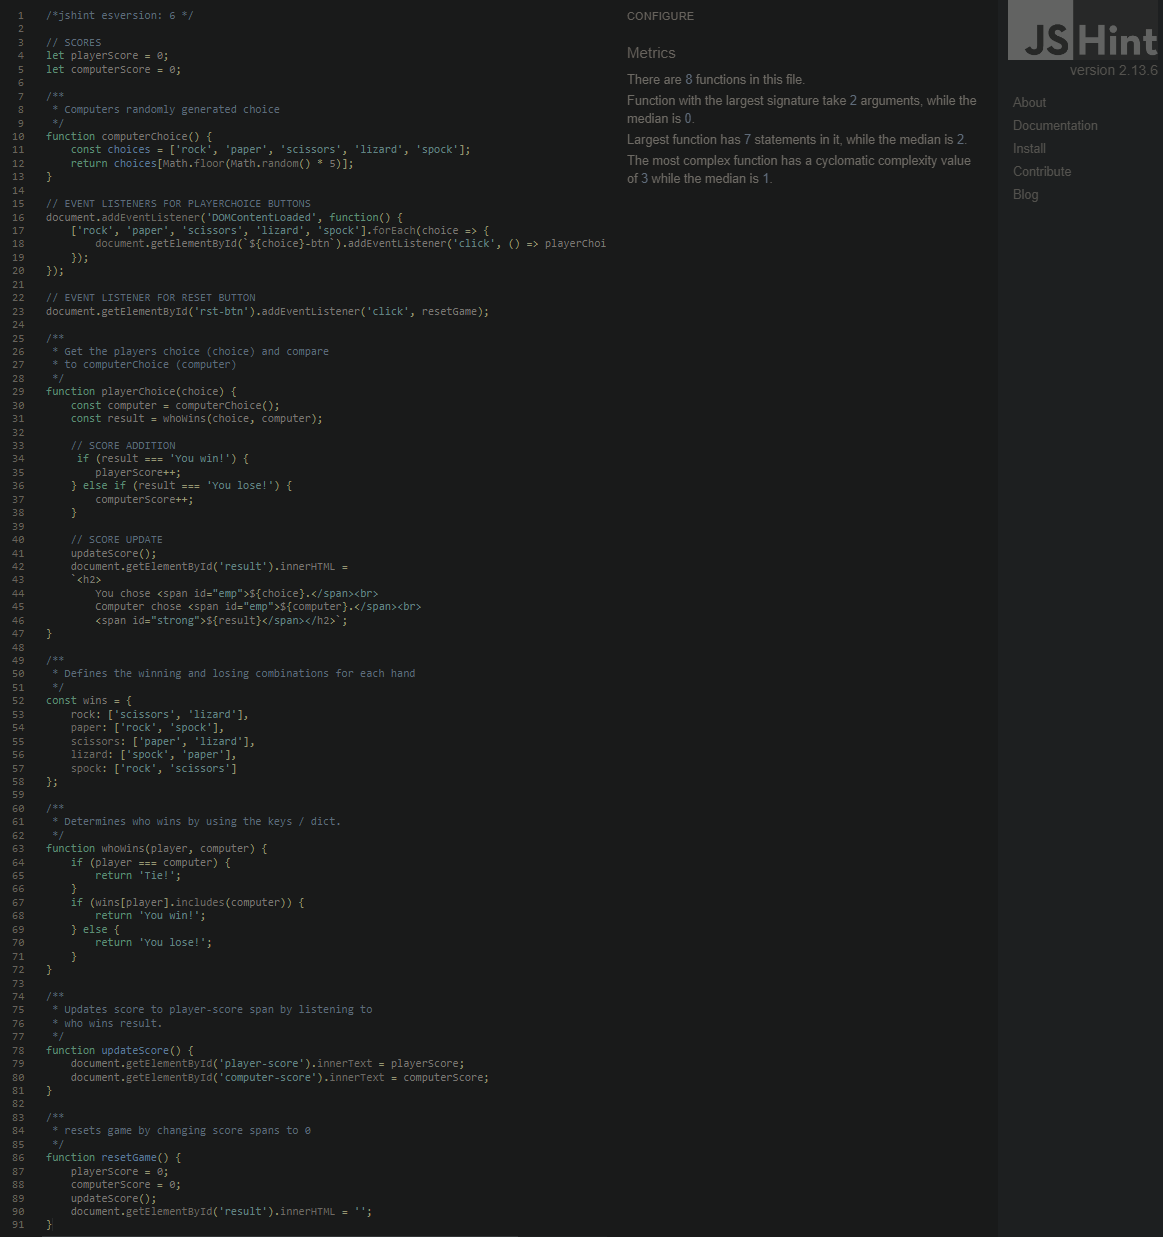 1 /*jshint esversion: 6 */
2
3 // SCORES
4 let playerScore = 0;
5 let computerScore = 0;
6
7 /**
8  * Computers randomly generated choice
9  */
10 function computerChoice() {
11     const choices = ['rock', 'paper', 'scissors', 'lizard', 'spock'];
12     return choices[Math.floor(Math.random() * 5)];
13 }
14
15 // EVENT LISTENERS FOR PLAYERCHOICE BUTTONS
16 document.addEventListener('DOMContentLoaded', function() {
17     ['rock', 'paper', 'scissors', 'lizard', 'spock'].forEach(choice => {
18         document.getElementById(`${choice}-btn`).addEventListener('click', () => playerChoi
19     });
20 });
21
22 // EVENT LISTENER FOR RESET BUTTON
23 document.getElementById('rst-btn').addEventListener('click', resetGame);
24
25 /**
26  * Get the players choice (choice) and compare
27  * to computerChoice (computer)
28  */
29 function playerChoice(choice) {
30     const computer = computerChoice();
31     const result = whoWins(choice, computer);
32
33     // SCORE ADDITION
34      if (result === 'You win!') {
35         playerScore++;
36     } else if (result === 'You lose!') {
37         computerScore++;
38     }
39
40     // SCORE UPDATE
41     updateScore();
42     document.getElementById('result').innerHTML =
43     `<h2>
44         You chose <span id="emp">${choice}.</span><br>
45         Computer chose <span id="emp">${computer}.</span><br>
46         <span id="strong">${result}</span></h2>`;
47 }
48
49 /**
50  * Defines the winning and losing combinations for each hand
51  */
52 const wins = {
53     rock: ['scissors', 'lizard'],
54     paper: ['rock', 'spock'],
55     scissors: ['paper', 'lizard'],
56     lizard: ['spock', 'paper'],
57     spock: ['rock', 'scissors']
58 };
59
60 /**
61  * Determines who wins by using the keys / dict.
62  */
63 function whoWins(player, computer) {
64     if (player === computer) {
65         return 'Tie!';
66     }
67     if (wins[player].includes(computer)) {
68         return 'You win!';
69     } else {
70         return 'You lose!';
71     }
72 }
73
74 /**
75  * Updates score to player-score span by listening to
76  * who wins result.
77  */
78 function updateScore() {
79     document.getElementById('player-score').innerText = playerScore;
80     document.getElementById('computer-score').innerText = computerScore;
81 }
82
83 /**
84  * resets game by changing score spans to 0
85  */
86 function resetGame() {
87     playerScore = 0;
88     computerScore = 0;
89     updateScore();
90     document.getElementById('result').innerHTML = '';
91 }
CONFIGURE
Metrics
There are 8 functions in this file.
Function with the largest signature take 2 arguments, while the
median is 0.
Largest function has 7 statements in it, while the median is 2.
The most complex function has a cyclomatic complexity value
of 3 while the median is 1.
JSHint
version 2.13.6
About
Documentation
Install
Contribute
Blog